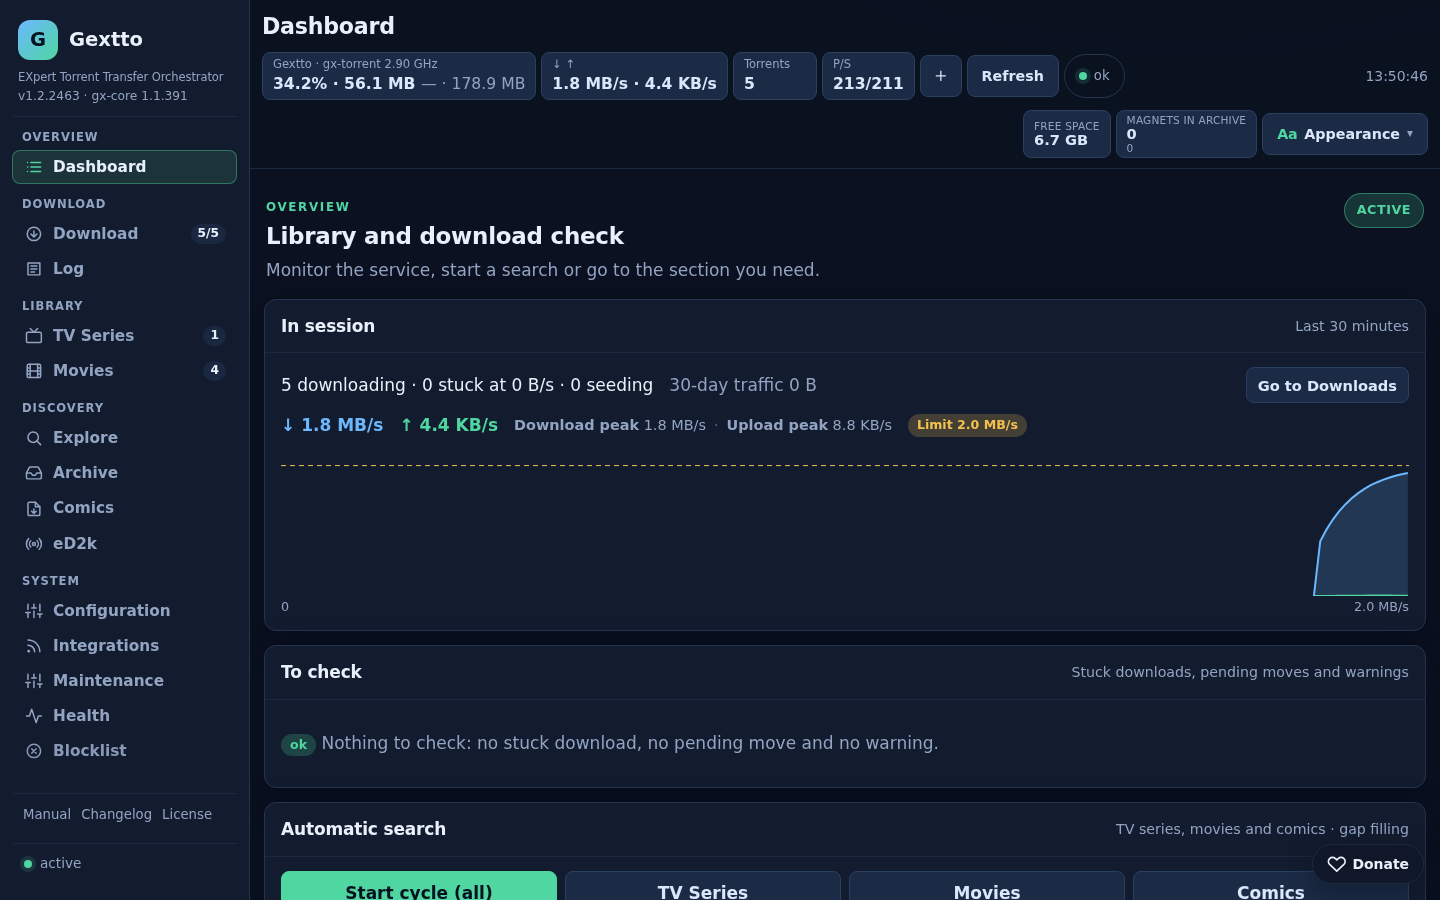 G Gextto
EXpert Torrent Transfer Orchestrator
v1.2.2463 · gx-core 1.1.391
OVERVIEW
Dashboard
DOWNLOAD
Download 5/5
Log
LIBRARY
TV Series 1
Movies 4
DISCOVERY
Explore
Archive
Comics
eD2k
SYSTEM
Configuration
Integrations
Maintenance
Health
Blocklist
Manual Changelog License
active
Dashboard
Gextto · gx-torrent 2.90 GHz
34.2% · 56.1 MB — · 178.9 MB
↓ ↑
1.8 MB/s · 4.4 KB/s
Torrents
5
P/S
213/211
+
Refresh
ok
13:50:46
FREE SPACE
6.7 GB
MAGNETS IN ARCHIVE
0
0
Aa Appearance ▾
OVERVIEW
Library and download check
Monitor the service, start a search or go to the section you need.
ACTIVE
In session
Last 30 minutes
5 downloading · 0 stuck at 0 B/s · 0 seeding 30-day traffic 0 B
Go to Downloads
↓ 1.8 MB/s ↑ 4.4 KB/s Download peak 1.8 MB/s · Upload peak 8.8 KB/s Limit 2.0 MB/s
0
2.0 MB/s
To check
Stuck downloads, pending moves and warnings
ok Nothing to check: no stuck download, no pending move and no warning.
Automatic search
TV series, movies and comics · gap filling
Start cycle (all)
TV Series
Movies
Comics
Donate